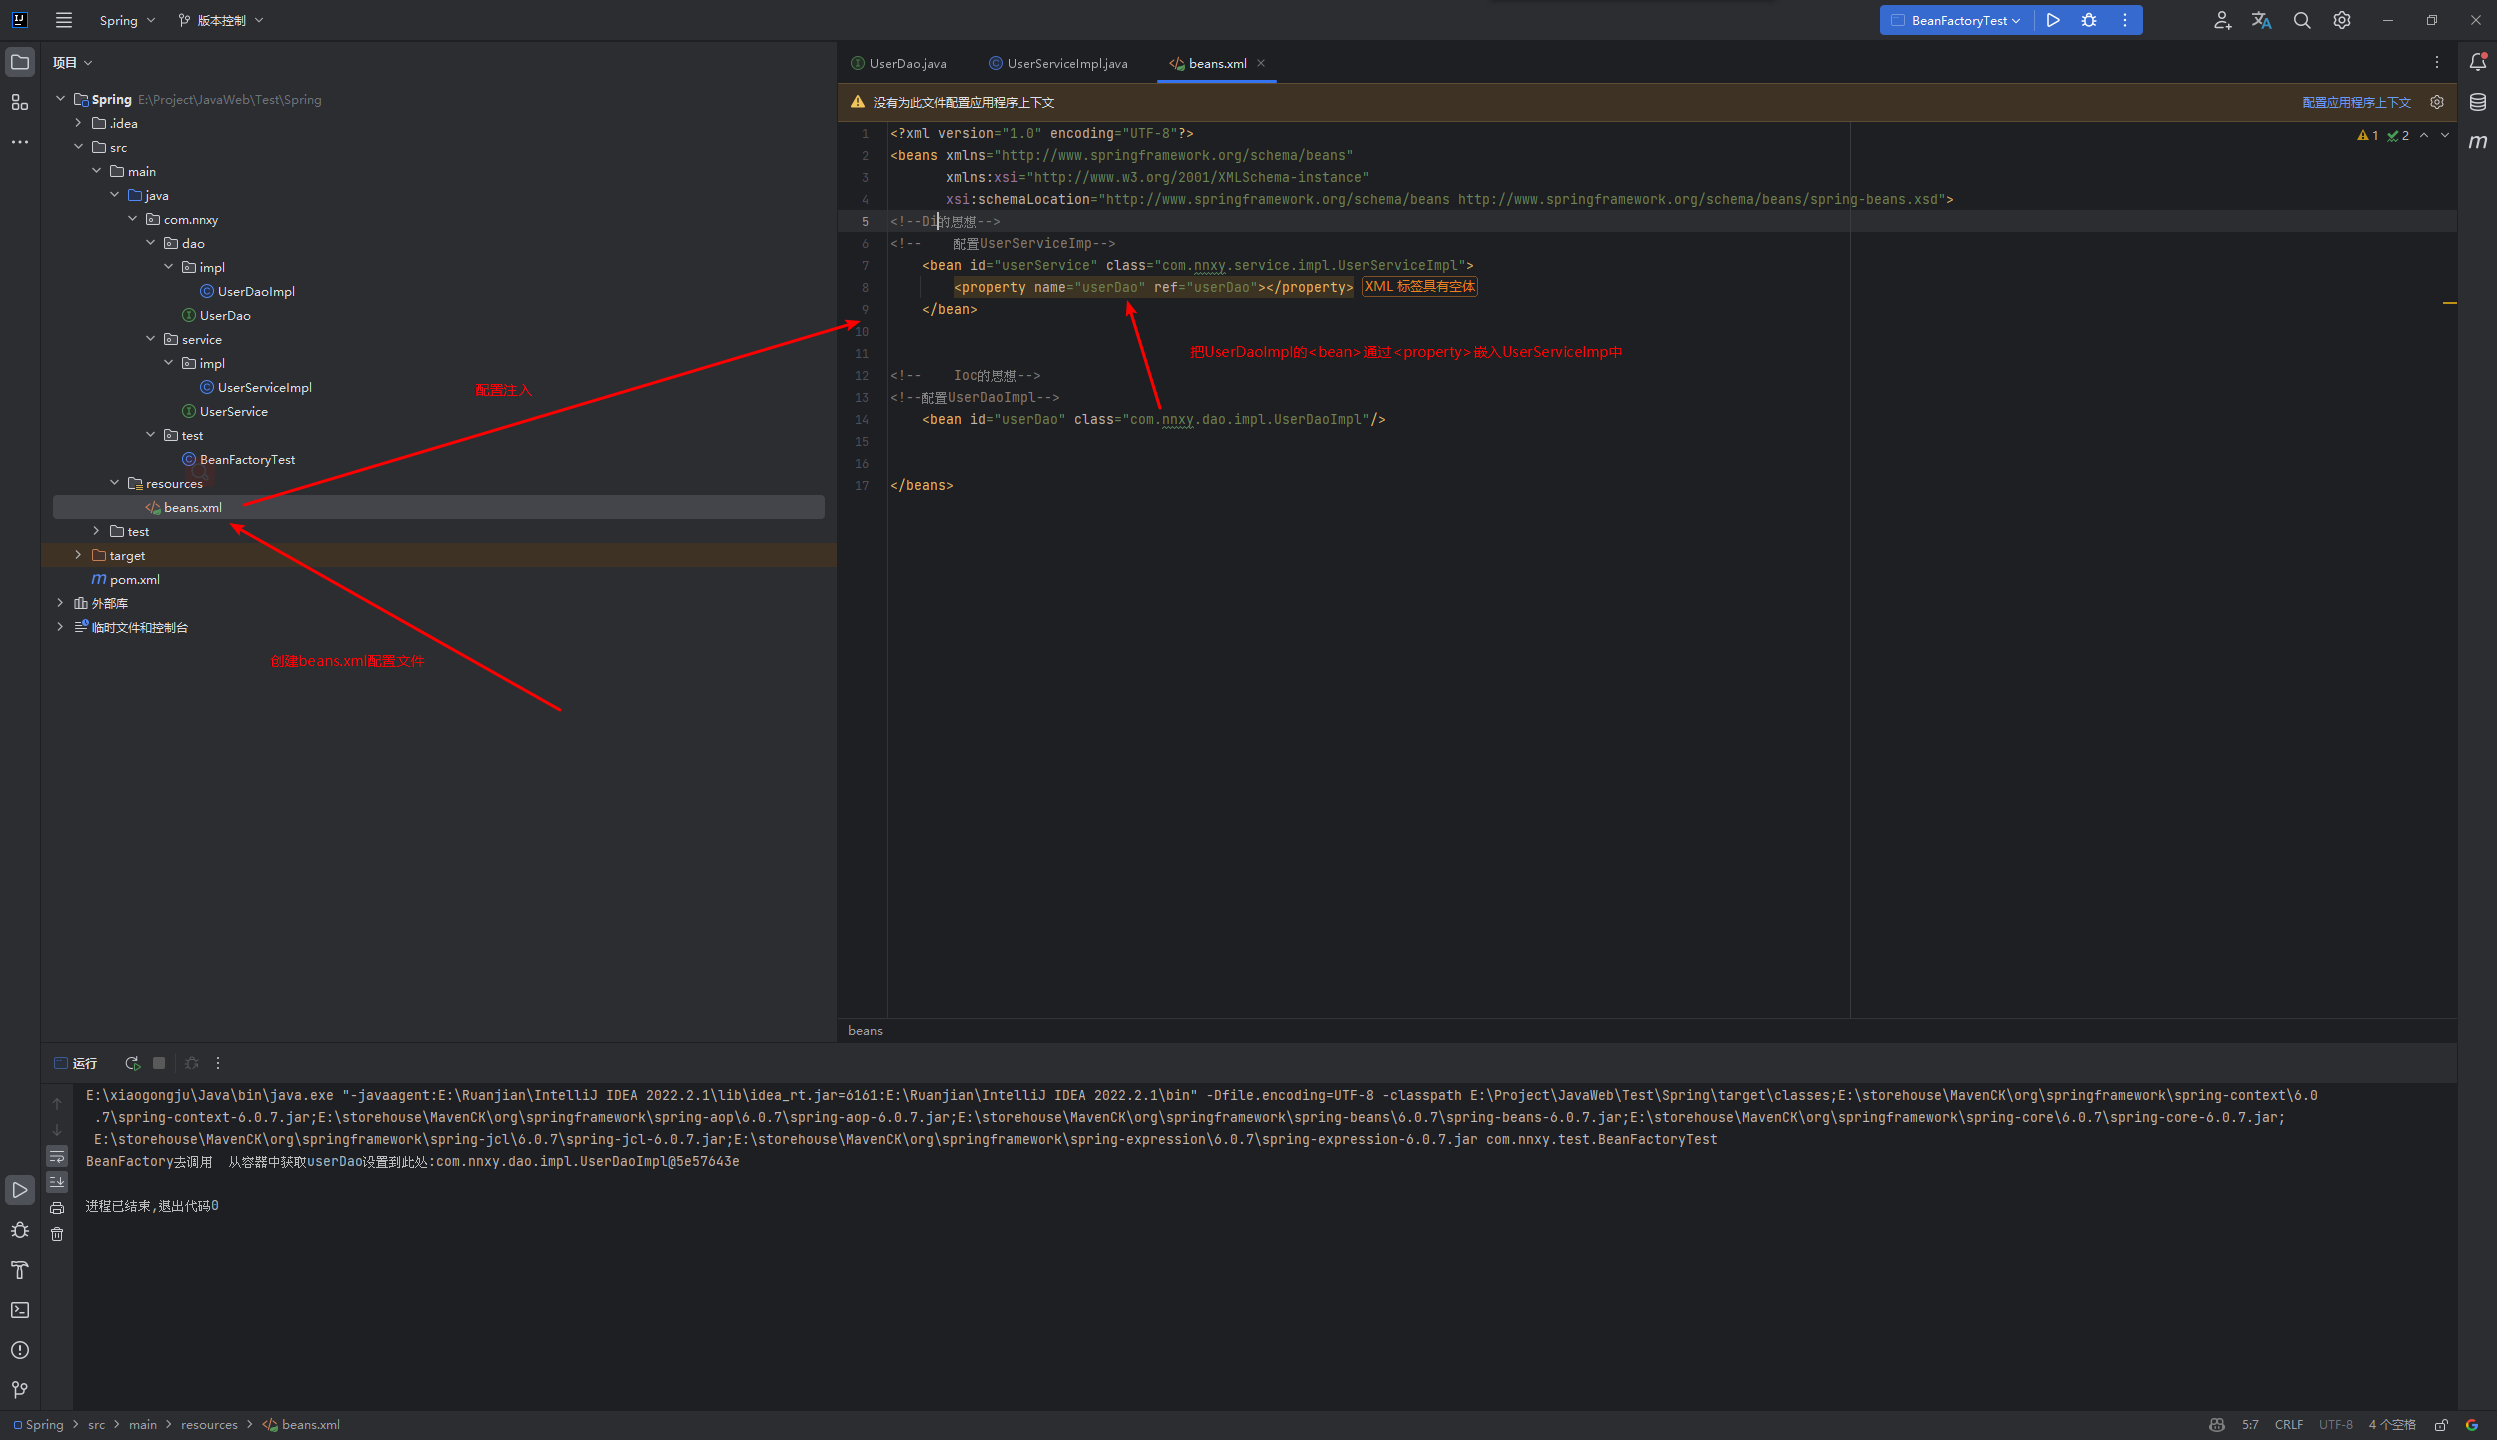 Spring
版本控制
BeanFactoryTest
项目
Spring E:\Project\JavaWeb\Test\Spring
.idea
src
main
java
com.nnxy
dao
impl
UserDaoImpl
UserDao
service
impl
UserServiceImpl
UserService
test
BeanFactoryTest
resources
beans.xml
test
target
m pom.xml
外部库
临时文件和控制台
配置注入
创建beans.xml配置文件
UserDao.java
UserServiceImpl.java
beans.xml
没有为此文件配置应用程序上下文
配置应用程序上下文
1 2
1 <?xml version="1.0" encoding="UTF-8"?>
2 <beans xmlns="http://www.springframework.org/schema/beans"
3 xmlns:xsi="http://www.w3.org/2001/XMLSchema-instance"
4 xsi:schemaLocation="http://www.springframework.org/schema/beans http://www.springframework.org/schema/beans/spring-beans.xsd">
5 <!--Di的思想-->
6 <!--    配置UserServiceImp-->
7 <bean id="userService" class="com.nnxy.service.impl.UserServiceImpl">
8 <property name="userDao" ref="userDao"></property> XML 标签具有空体
9 </bean>
10
11
把UserDaoImpl的<bean>通过<property>嵌入UserServiceImp中
12 <!--    Ioc的思想-->
13 <!--配置UserDaoImpl-->
14 <bean id="userDao" class="com.nnxy.dao.impl.UserDaoImpl"/>
15
16
17 </beans>
beans
m
运行
E:\xiaogongju\Java\bin\java.exe "-javaagent:E:\Ruanjian\IntelliJ IDEA 2022.2.1\lib\idea_rt.jar=6161:E:\Ruanjian\IntelliJ IDEA 2022.2.1\bin" -Dfile.encoding=UTF-8 -classpath E:\Project\JavaWeb\Test\Spring\target\classes;E:\storehouse\MavenCK\org\springframework\spring-context\6.0
.7\spring-context-6.0.7.jar;E:\storehouse\MavenCK\org\springframework\spring-aop\6.0.7\spring-aop-6.0.7.jar;E:\storehouse\MavenCK\org\springframework\spring-beans\6.0.7\spring-beans-6.0.7.jar;E:\storehouse\MavenCK\org\springframework\spring-core\6.0.7\spring-core-6.0.7.jar;
E:\storehouse\MavenCK\org\springframework\spring-jcl\6.0.7\spring-jcl-6.0.7.jar;E:\storehouse\MavenCK\org\springframework\spring-expression\6.0.7\spring-expression-6.0.7.jar com.nnxy.test.BeanFactoryTest
BeanFactory去调用  从容器中获取userDao设置到此处:com.nnxy.dao.impl.UserDaoImpl@5e57643e
进程已结束,退出代码0
Spring > src > main > resources > beans.xml
5:7 CRLF UTF-8 4 个空格